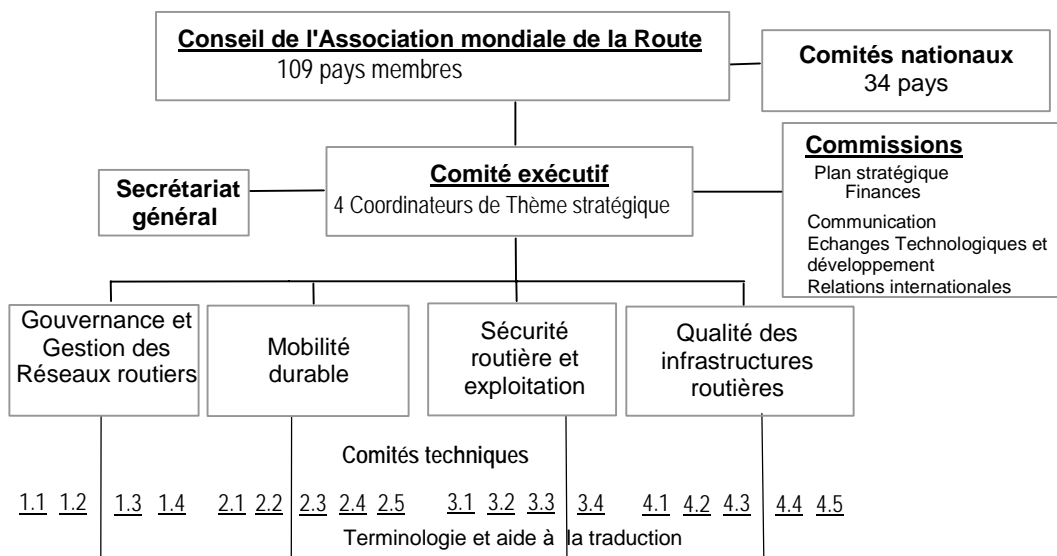 Conseil de l'Association mondiale de la Route
109 pays membres
Comités nationaux
34 pays
Secrétariat
général
Comité exécutif
4 Coordinateurs de Thème stratégique
Commissions
Plan stratégique
Finances
Communication
Echanges Technologiques et
développement
Relations internationales
Gouvernance et
Gestion des
Réseaux routiers
Mobilité
durable
Sécurité
routière et
exploitation
Qualité des
infrastructures
routières
Comités techniques
1.1 1.2 1.3 1.4 2.1 2.2 2.3 2.4 2.5 3.1 3.2 3.3 3.4 4.1 4.2 4.3 4.4 4.5
Terminologie et aide à la traduction